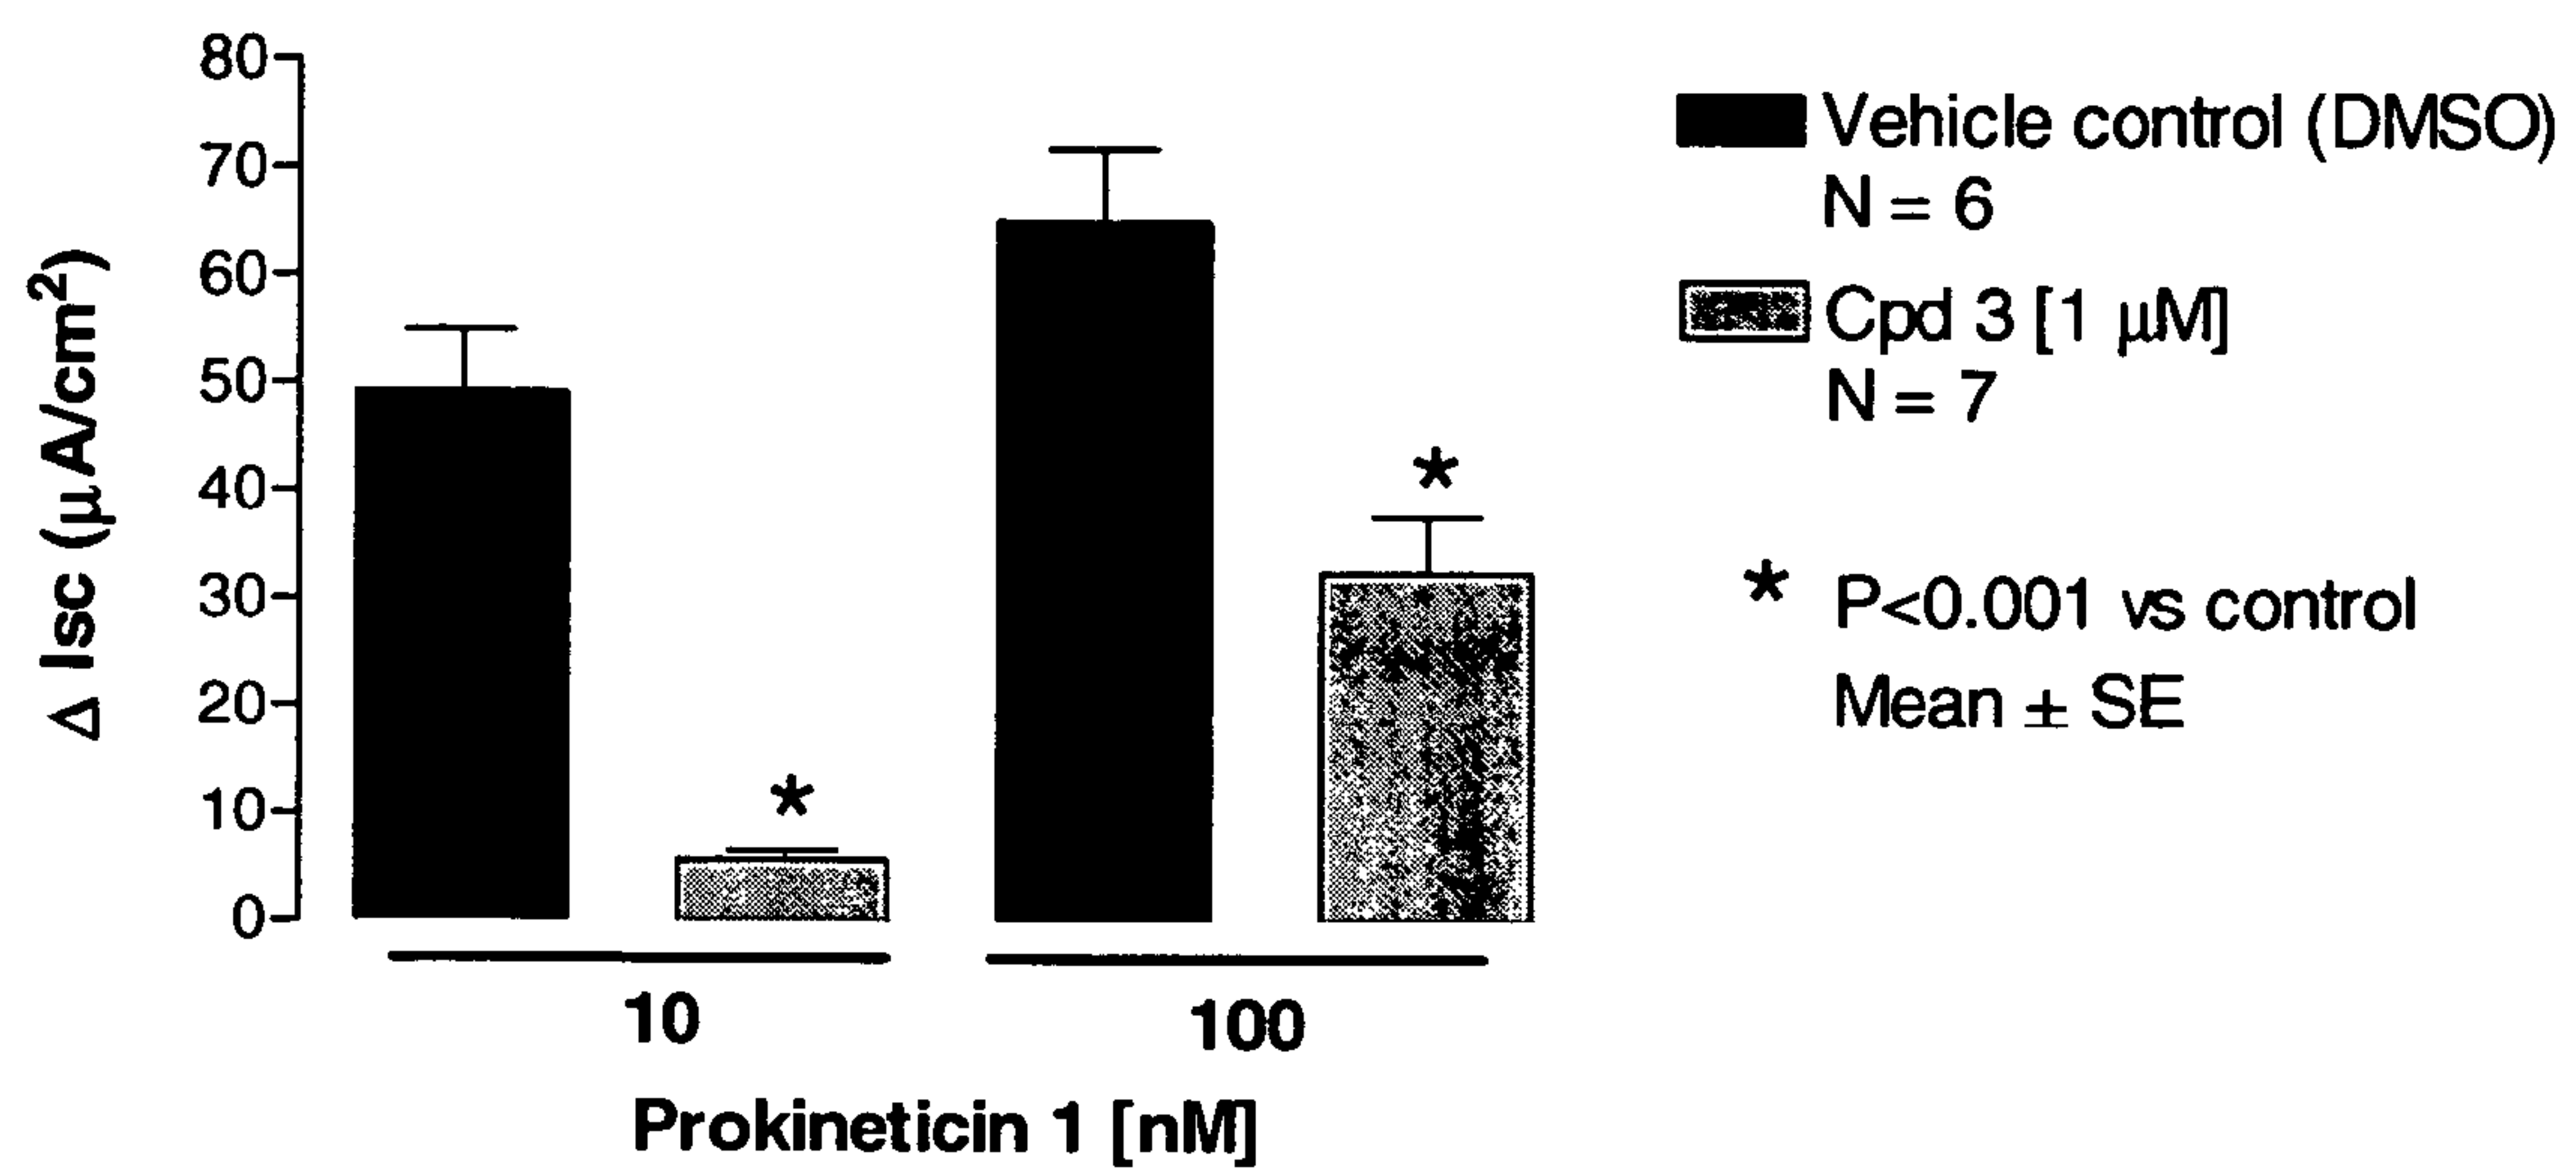 80
70
60
50
40
30
20
10
0
Δ Isc (μA/cm²)
*
*
10
100
Prokineticin 1 [nM]
Vehicle control (DMSO)
N = 6
Cpd 3 [1 μM]
N = 7
* P<0.001 vs control
Mean ± SE